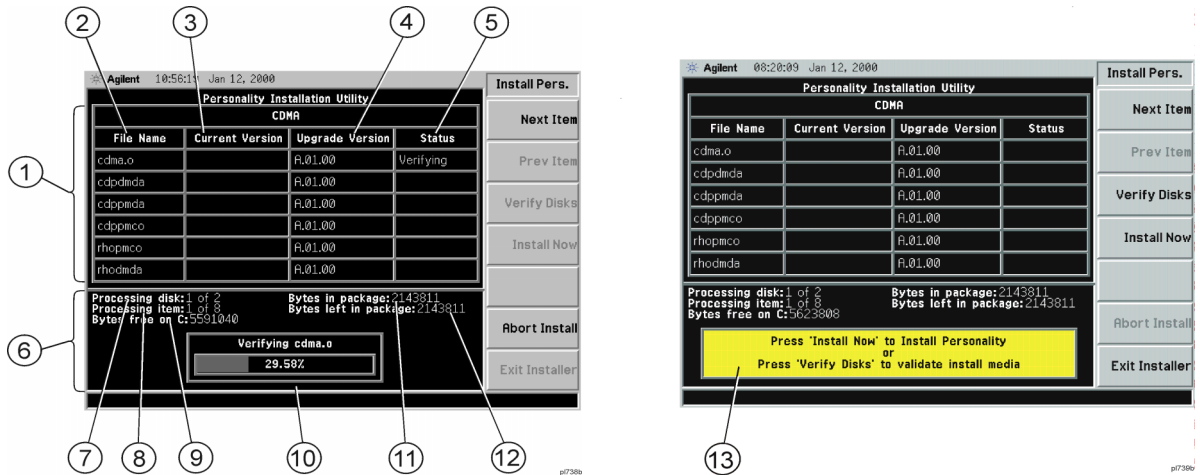 2
3
4
5
Agilent 10:56:19 Jan 12, 2000
Install Pers.
Personality Installation Utility
CDMA
File Name Current Version Upgrade Version Status
cdma.o A.01.00 Verifying
cdpdmda A.01.00
cdppmda A.01.00
cdppmco A.01.00
rhopmco A.01.00
rhodmda A.01.00
Next Item
Prev Item
Verify Disks
Install Now
Abort Install
Exit Installer
1
Processing disk:1 of 2 Bytes in package:2143811
Processing item:1 of 8 Bytes left in package:2143811
Bytes free on C:5591040
Verifying cdma.o
29.58%
6
7
8
9
10
11
12
pl738b
Agilent 08:20:09 Jan 12, 2000
Install Pers.
Personality Installation Utility
CDMA
File Name Current Version Upgrade Version Status
cdma.o A.01.00
cdpdmda A.01.00
cdppmda A.01.00
cdppmco A.01.00
rhopmco A.01.00
rhodmda A.01.00
Next Item
Prev Item
Verify Disks
Install Now
Abort Install
Exit Installer
Processing disk:1 of 2 Bytes in package:2143811
Processing item:1 of 8 Bytes left in package:2143811
Bytes free on C:5623808
Press 'Install Now' to Install Personality
or
Press 'Verify Disks' to validate install media
13
pl739b